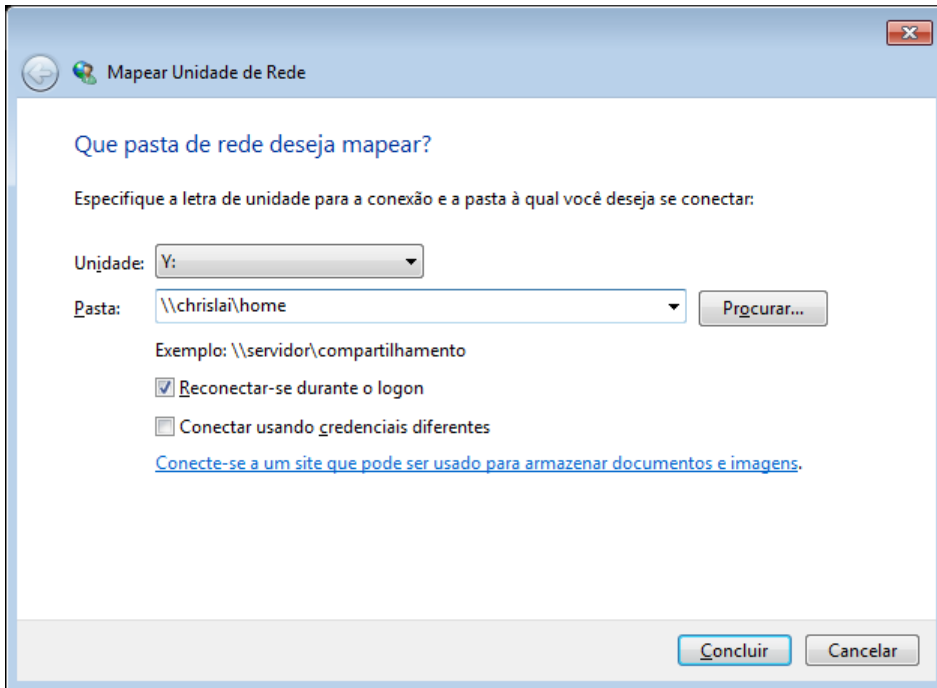 Mapear Unidade de Rede
Que pasta de rede deseja mapear?
Especifique a letra de unidade para a conexão e a pasta à qual você deseja se conectar:
Unidade: Y:
Pasta: \\chrislai\home Procurar...
Exemplo: \\servidor\compartilhamento
Reconectar-se durante o logon
Conectar usando credenciais diferentes
Conecte-se a um site que pode ser usado para armazenar documentos e imagens.
Concluir Cancelar